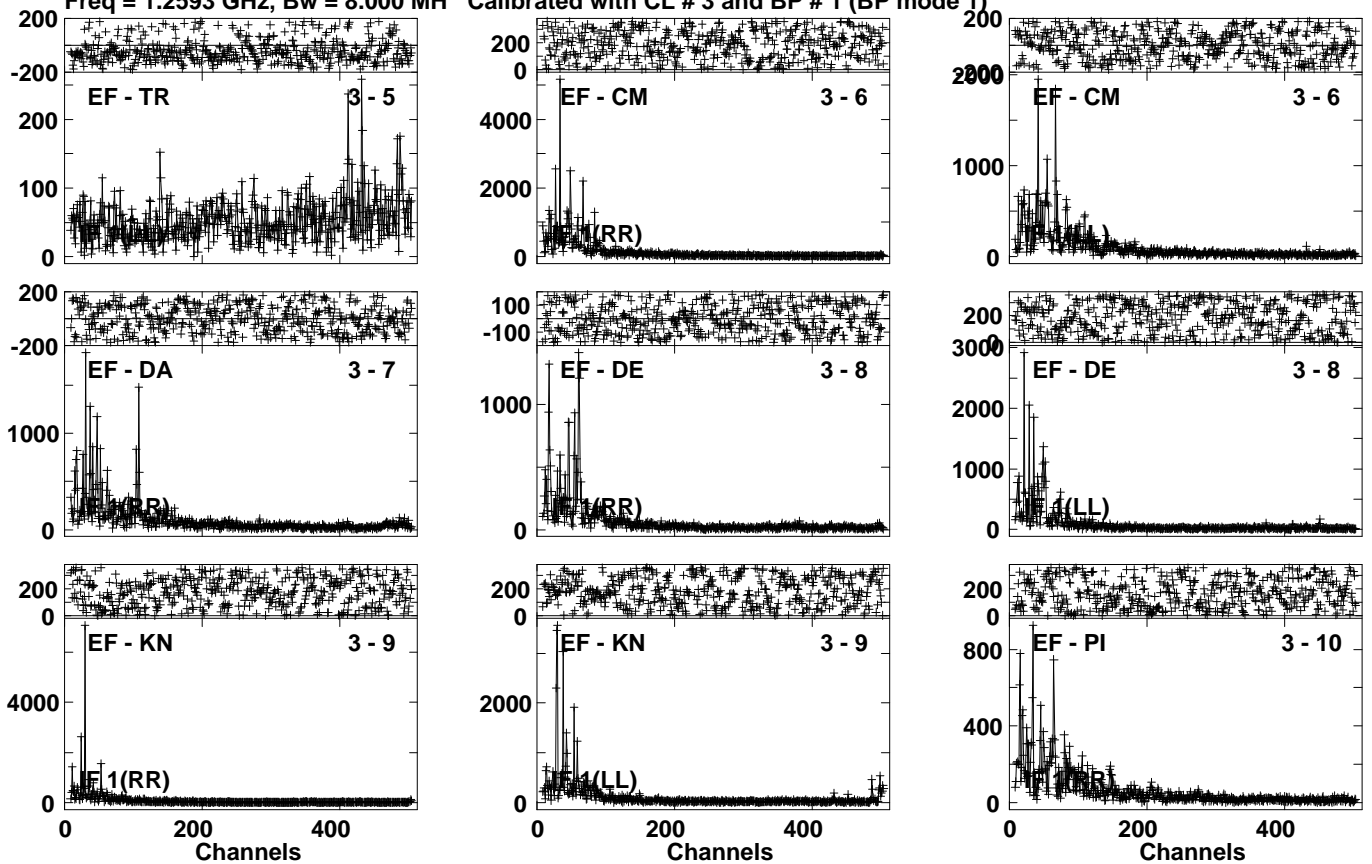 Freq = 1.2593 GHz, Bw = 8.000 MH Calibrated with CL # 3 and BP # 1 (BP mode 1)
200
-200
EF - TR 3 - 5
200
100
0
200
0
EF - CM 3 - 6
4000
2000
0
IF 1(RR)
200
-200
2000
EF - CM 3 - 6
1000
0
200
-200
EF - DA 3 - 7
1000
0
IF 1(RR)
100
-100
EF - DE 3 - 8
1000
0
IF 1(RR)
200
0
3000
EF - DE 3 - 8
2000
1000
0
IF 1(LL)
200
0
EF - KN 3 - 9
4000
0
IF 1(RR)
0 200 400
Channels
200
0
EF - KN 3 - 9
2000
0
IF 1(LL)
0 200 400
Channels
200
0
EF - PI 3 - 10
800
400
0
IF 1(RR)
0 200 400
Channels